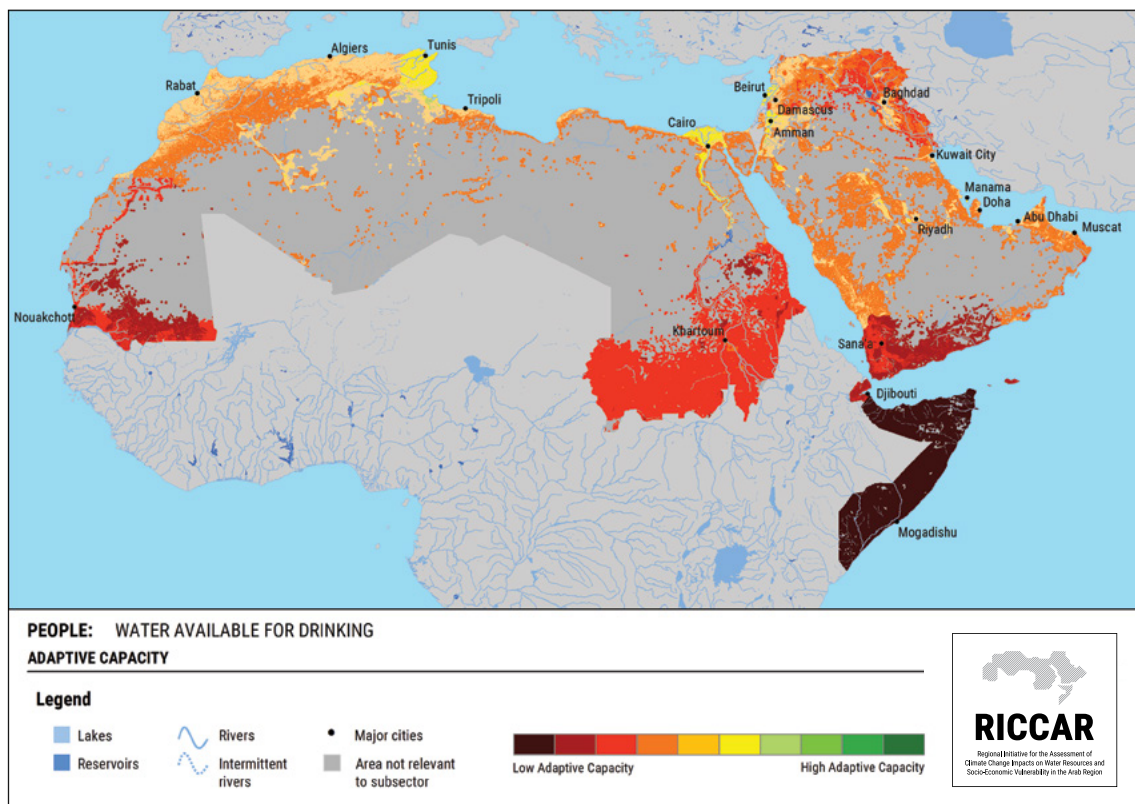 Algiers
Tunis
Rabat
Tripoli
Beirut
Damascus
Baghdad
Amman
Cairo
Kuwait City
Manama
Doha
Abu Dhabi
Riyadh
Muscat
Nouakchott
Khartoum
Sana'a
Djibouti
Mogadishu
PEOPLE: WATER AVAILABLE FOR DRINKING
ADAPTIVE CAPACITY
Legend
Lakes
Reservoirs
Rivers
Intermittent
rivers
Major cities
Area not relevant
to subsector
Low Adaptive Capacity
High Adaptive Capacity
RICCAR
Regional Initiative for the Assessment of
Climate Change Impacts on Water Resources and
Socio-Economic Vulnerability in the Arab Region